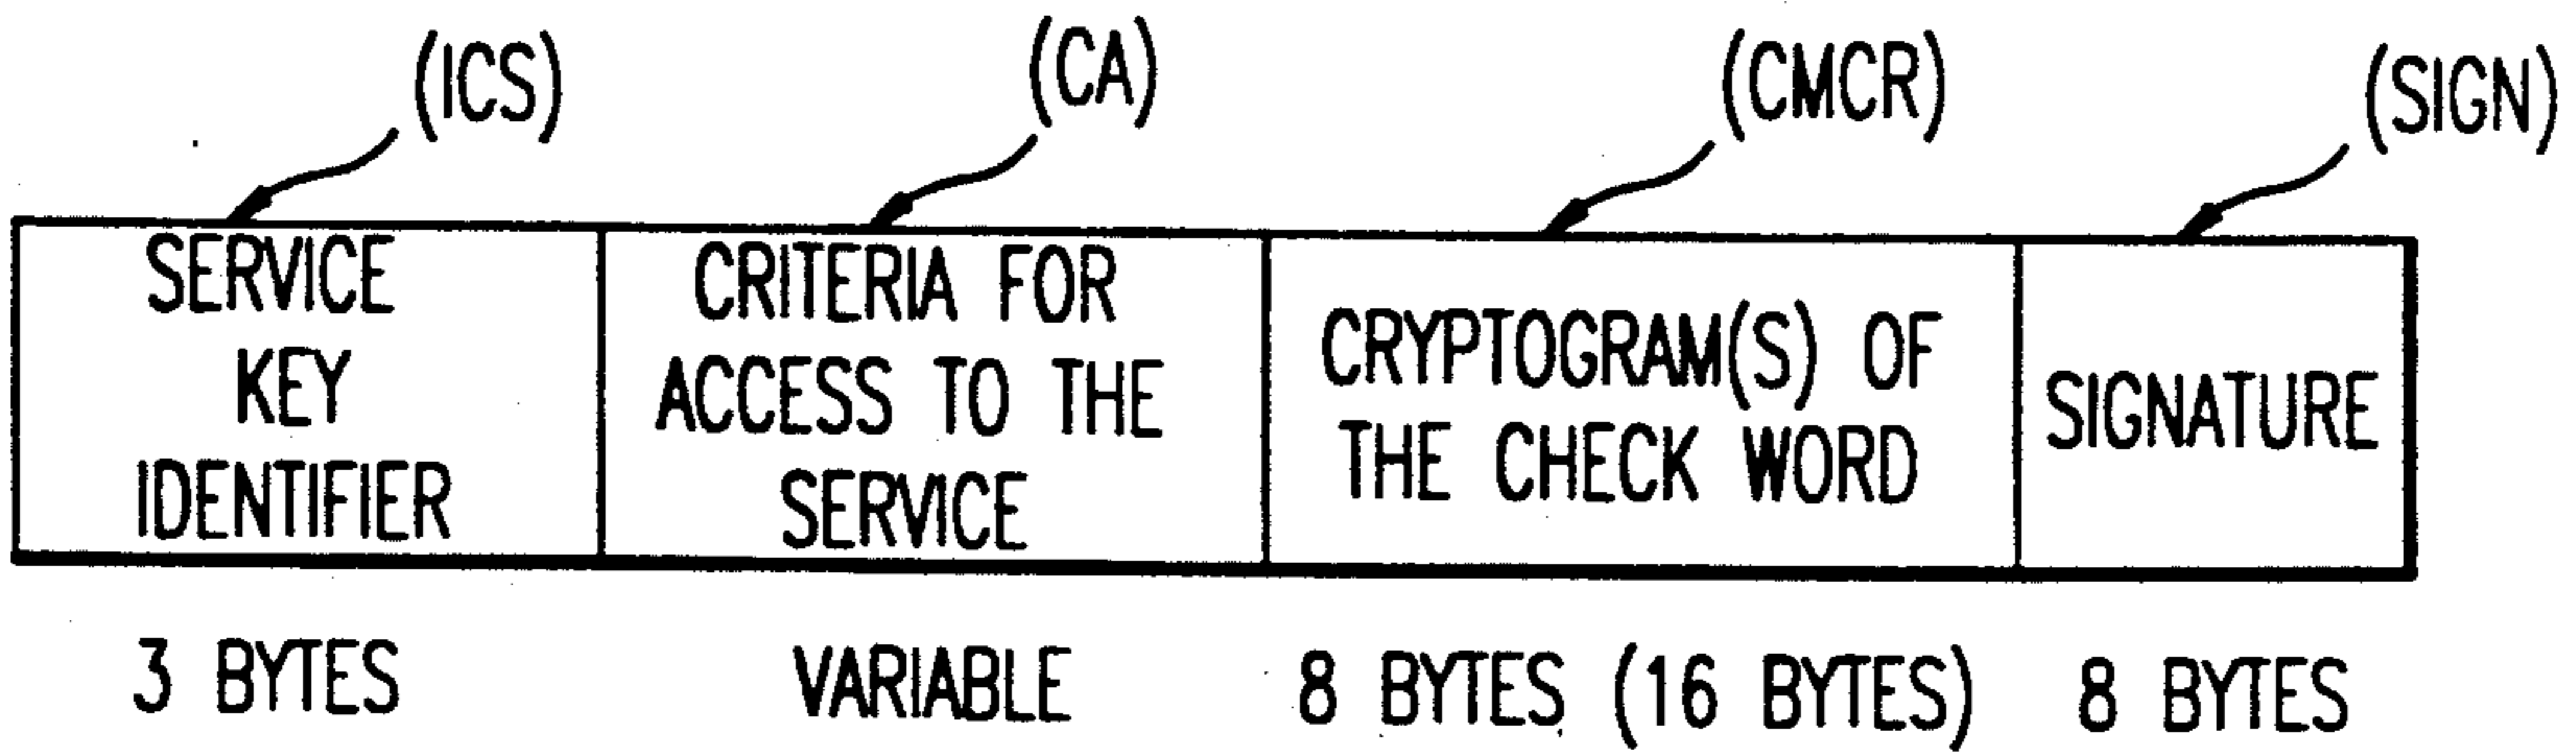 (ICS) (CA) (CMCR) (SIGN)
SERVICE
KEY
IDENTIFIER
CRITERIA FOR
ACCESS TO THE
SERVICE
CRYPTOGRAM(S) OF
THE CHECK WORD
SIGNATURE
3 BYTES VARIABLE 8 BYTES (16 BYTES) 8 BYTES